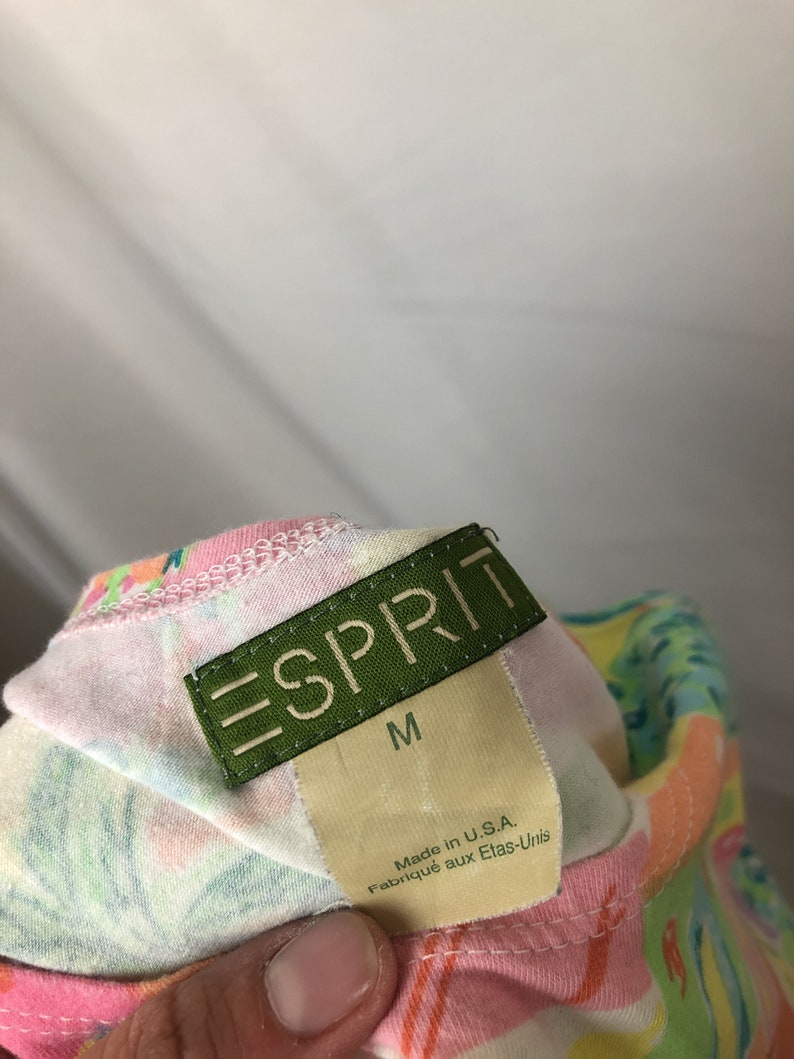 ESPRIT
M
Made in U.S.A.
Fabriqué aux Etas-Unis